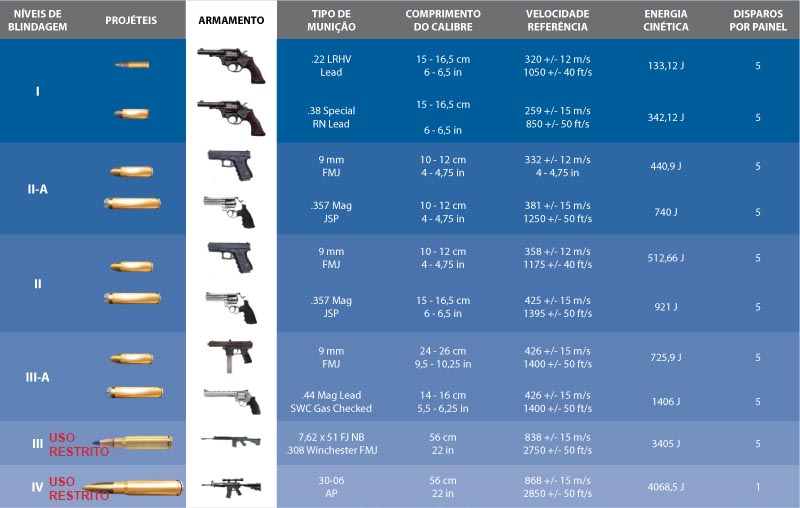 NÍVEIS DE BLINDAGEM PROJÉTEIS ARMAMENTO TIPO DE MUNIÇÃO COMPRIMENTO DO CALIBRE VELOCIDADE REFERÊNCIA ENERGIA CINÉTICA DISPAROS POR PAINEL
I
.22 LRHV 15 - 16,5 cm 320 +/- 12 m/s 133,12 J 5
Lead 6 - 6,5 in 1050 +/- 40 ft/s
.38 Special 15 - 16,5 cm 259 +/- 15 m/s 342,12 J 5
RN Lead 6 - 6,5 in 850 +/- 50 ft/s
II-A
9 mm 10 - 12 cm 332 +/- 12 m/s 440,9 J 5
FMJ 4 - 4,75 in 4 - 4,75 in
.357 Mag 10 - 12 cm 381 +/- 15 m/s 740 J 5
JSP 4 - 4,75 in 1250 +/- 50 ft/s
II
9 mm 10 - 12 cm 358 +/- 12 m/s 512,66 J 5
FMJ 4 - 4,75 in 1175 +/- 40 ft/s
.357 Mag 15 - 16,5 cm 425 +/- 15 m/s 921 J 5
JSP 6 - 6,5 in 1395 +/- 50 ft/s
III-A
9 mm 24 - 26 cm 426 +/- 15 m/s 725,9 J 5
FMJ 9,5 - 10,25 in 1400 +/- 50 ft/s
.44 Mag Lead 14 - 16 cm 426 +/- 15 m/s 1406 J 5
SWC Gas Checked 5,5 - 6,25 in 1400 +/- 50 ft/s
III USO RESTRITO
7,62 x 51 FJ NB 56 cm 838 +/- 15 m/s 3405 J 5
.308 Winchester FMJ 22 in 2750 +/- 50 ft/s
IV USO RESTRITO
30-06 56 cm 868 +/- 15 m/s 4068,5 J 1
AP 22 in 2850 +/- 50 ft/s